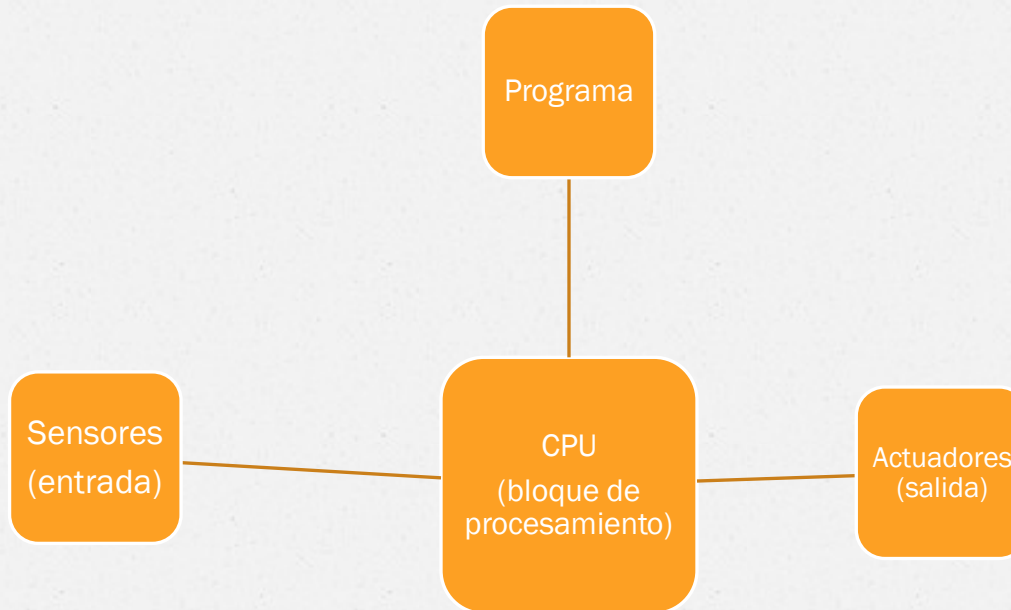 Programa
Sensores
(entrada)
CPU
(bloque de
procesamiento)
Actuadores
(salida)